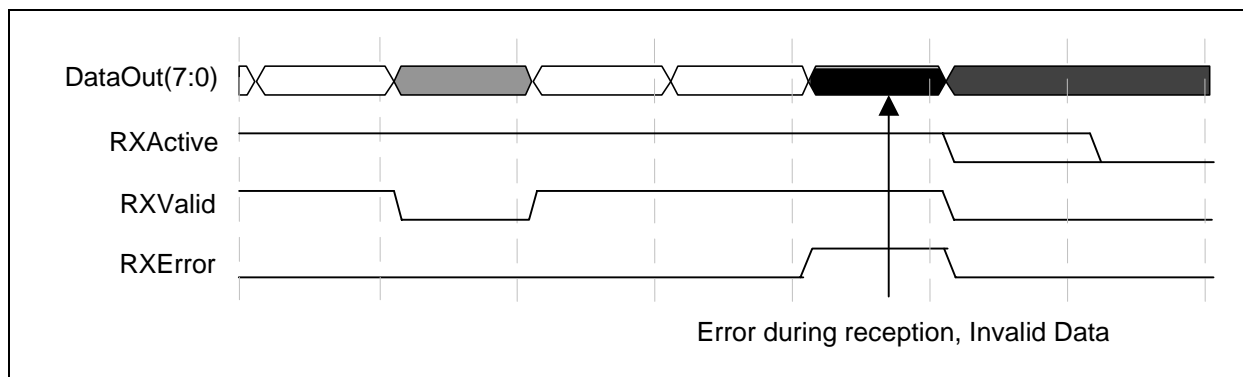 DataOut(7:0)
RXActive
RXValid
RXError
Error during reception, Invalid Data